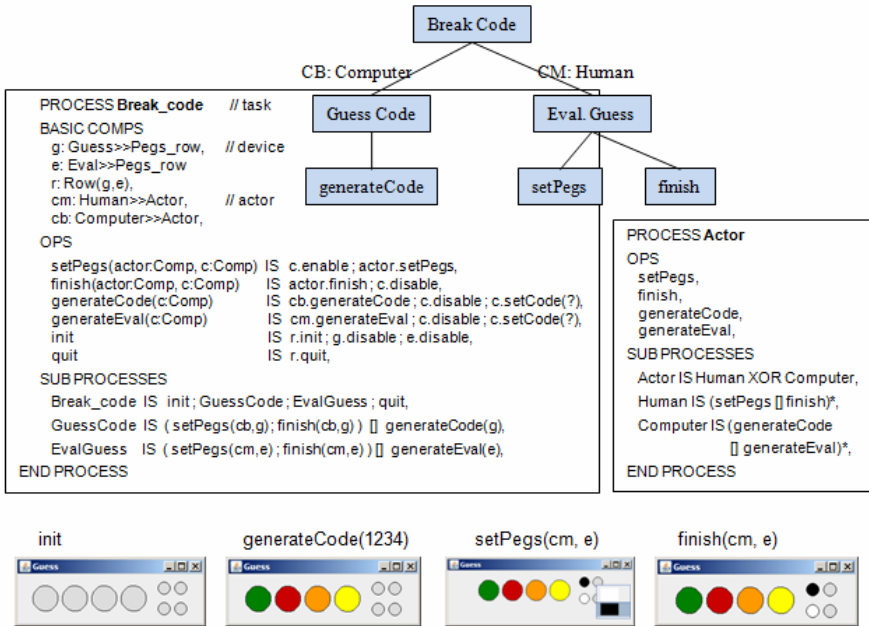 Break Code
CB: Computer
CM: Human
Guess Code
Eval. Guess
generateCode
setPegs
finish
PROCESS Break_code // task
BASIC COMPS
g: Guess>>Pegs_row, // device
e: Eval>>Pegs_row
r: Row(g,e),
cm: Human>>Actor, // actor
cb: Computer>>Actor,
OPS
setPegs(actor:Comp, c:Comp) IS c.enable ; actor.setPegs,
finish(actor:Comp, c:Comp) IS actor.finish ; c.disable,
generateCode(c:Comp) IS cb.generateCode ; c.disable ; c.setCode(?),
generateEval(c:Comp) IS cm.generateEval ; c.disable ; c.setCode(?),
init IS r.init ; g.disable ; e.disable,
quit IS r.quit,
SUB PROCESSES
Break_code IS init ; GuessCode ; EvalGuess ; quit,
GuessCode IS ( setPegs(cb,g) ; finish(cb,g) ) [] generateCode(g),
EvalGuess IS ( setPegs(cm,e) ; finish(cm,e) ) [] generateEval(e),
END PROCESS
PROCESS Actor
OPS
setPegs,
finish,
generateCode,
generateEval,
SUB PROCESSES
Actor IS Human XOR Computer,
Human IS (setPegs [] finish)*,
Computer IS (generateCode
[] generateEval)*,
END PROCESS
init
generateCode(1234)
setPegs(cm, e)
finish(cm, e)
Guess
Guess
Guess
Guess